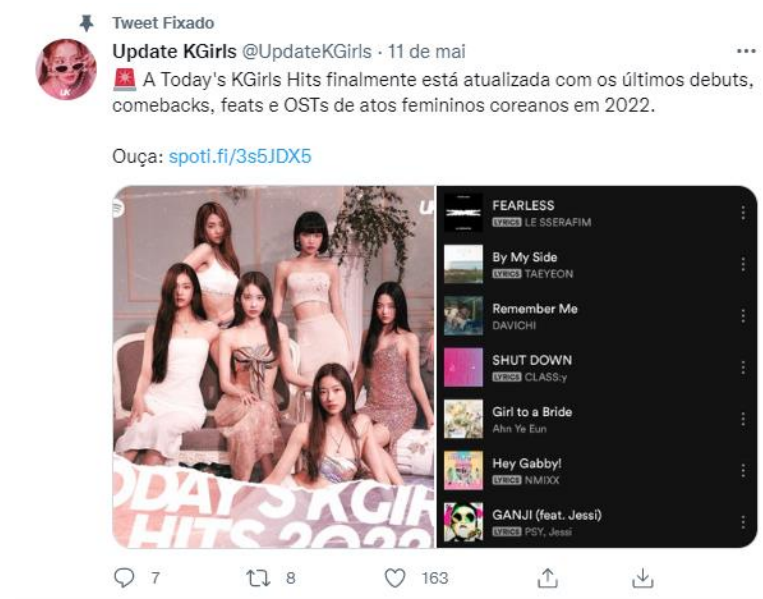 Tweet Fixado
Update KGirls @UpdateKGirls · 11 de mai
🚨 A Today's KGirls Hits finalmente está atualizada com os últimos debuts,
comebacks, feats e OSTs de atos femininos coreanos em 2022.
Ouça: spoti.fi/3s5JDX5
ODAY'S KGIR
HITS 2022
FEARLESS
LYRICS LE SSERAFIM
By My Side
LYRICS TAEYEON
Remember Me
DAVICHI
SHUT DOWN
LYRICS CLASS:y
Girl to a Bride
Ahn Ye Eun
Hey Gabby!
LYRICS NMIXX
GANJI (feat. Jessi)
LYRICS PSY, Jessi
7
8
163